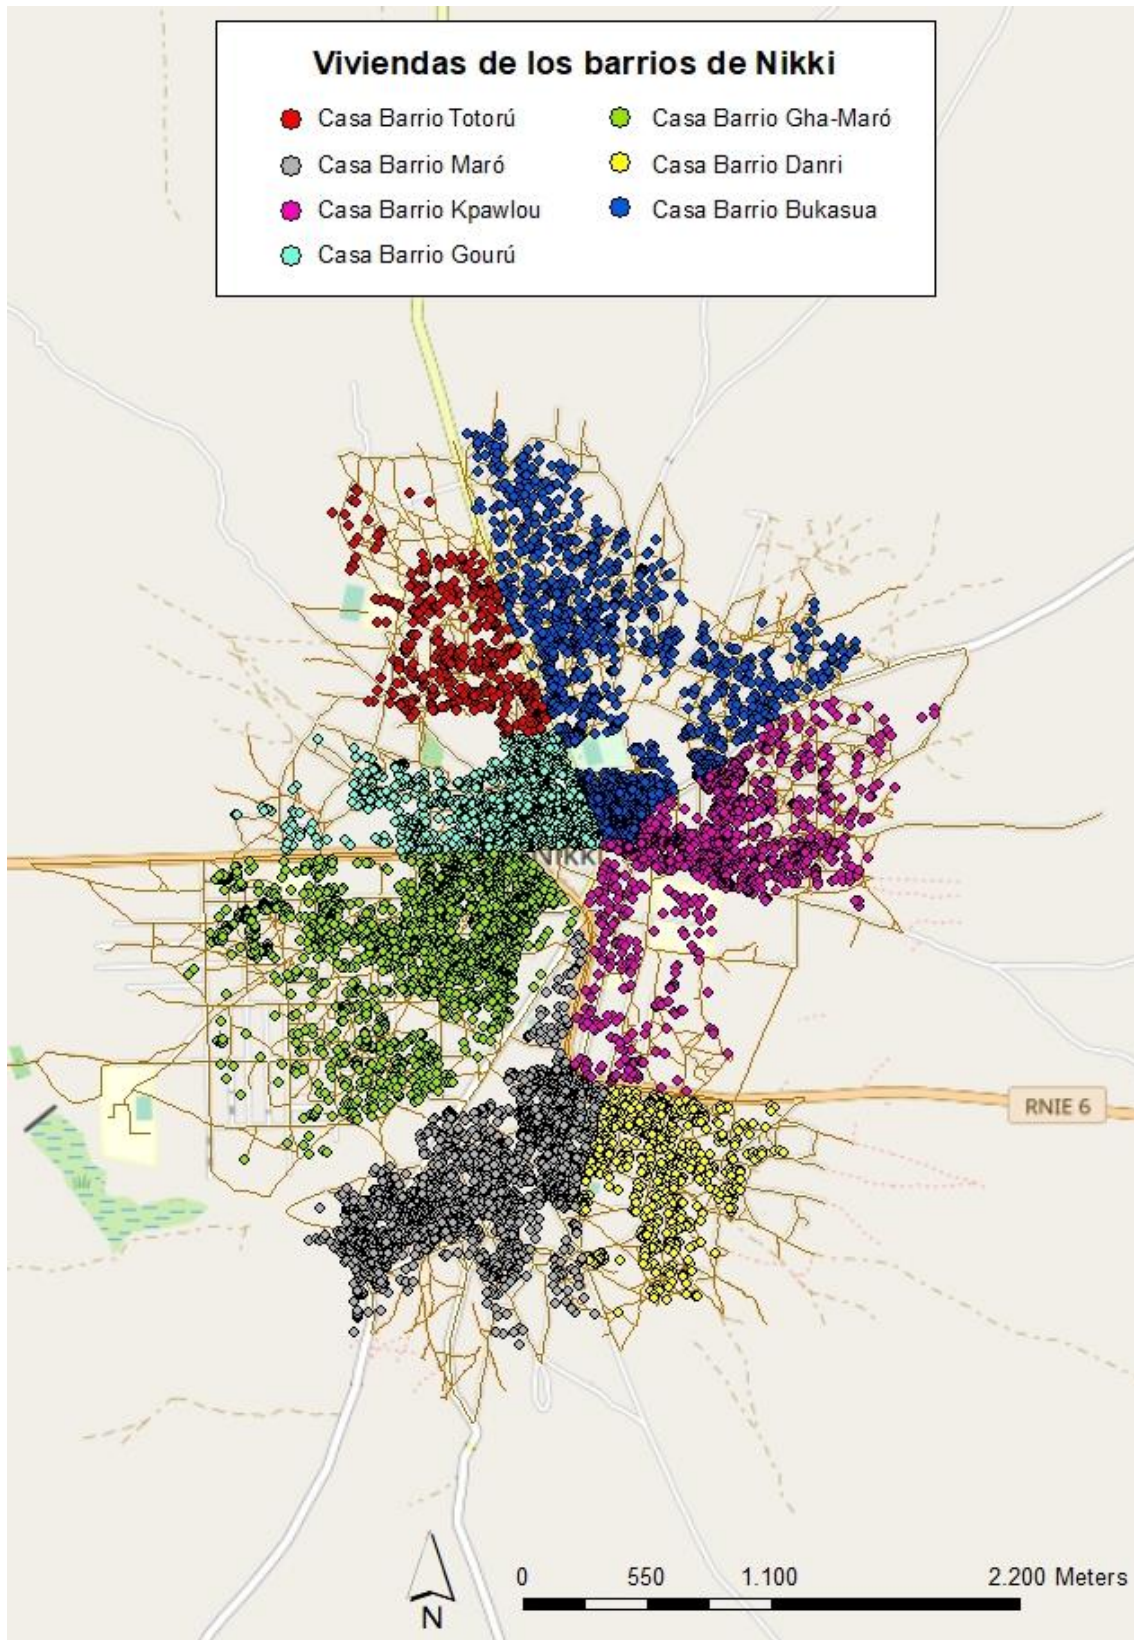 Viviendas de los barrios de Nikki
Casa Barrio Totorú
Casa Barrio Maró
Casa Barrio Kpawlou
Casa Barrio Gourú
Casa Barrio Gha-Maró
Casa Barrio Danri
Casa Barrio Bukasua
NIKKI
RNIE 6
N
0 550 1.100 2.200 Meters